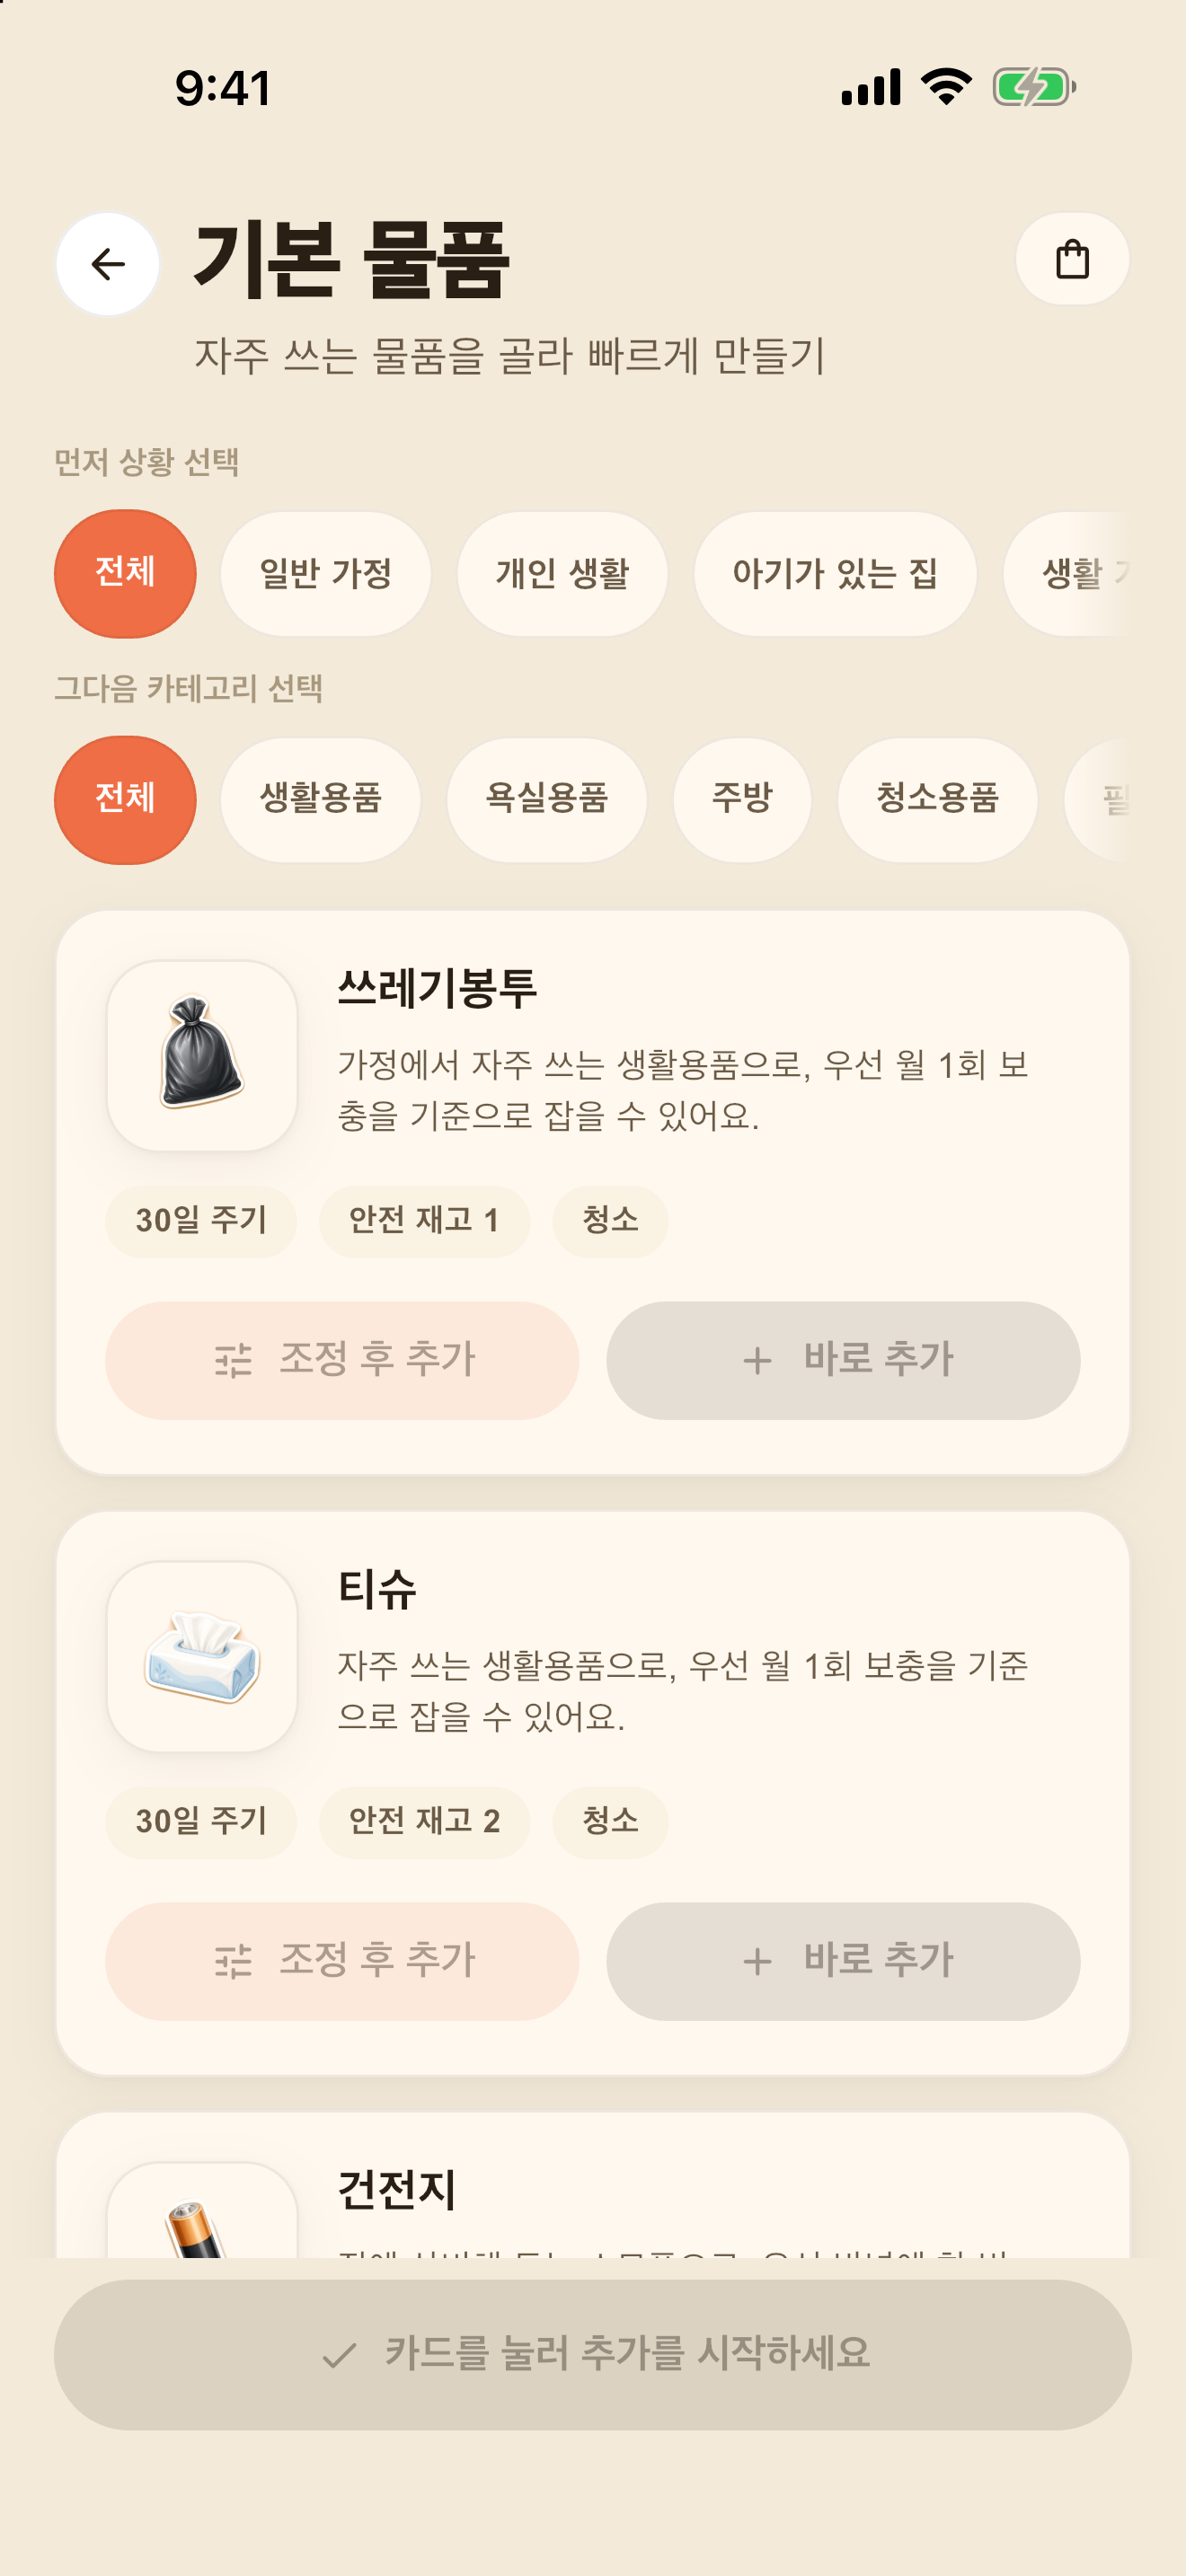 9:41
기본 물품
자주 쓰는 물품을 골라 빠르게 만들기
먼저 상황 선택
전체 일반 가정 개인 생활 아기가 있는 집 생활
그다음 카테고리 선택
전체 생활용품 욕실용품 주방 청소용품
쓰레기봉투
가정에서 자주 쓰는 생활용품으로, 우선 월 1회 보
충을 기준으로 잡을 수 있어요.
30일 주기 안전 재고 1 청소
조정 후 추가 바로 추가
티슈
자주 쓰는 생활용품으로, 우선 월 1회 보충을 기준
으로 잡을 수 있어요.
30일 주기 안전 재고 2 청소
조정 후 추가 바로 추가
건전지
카드를 눌러 추가를 시작하세요